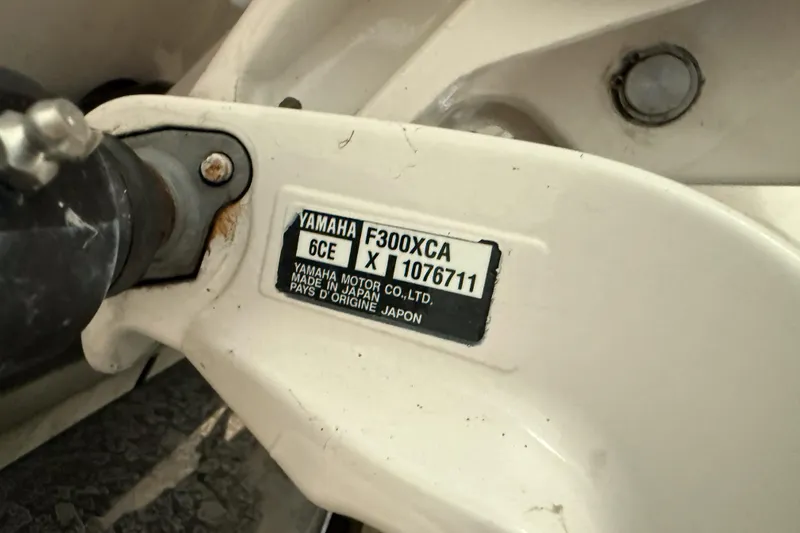 YAMAHA F300XCA
6CE X 1076711
YAMAHA MOTOR CO.,LTD.
MADE IN JAPAN
PAYS D'ORIGINE JAPON